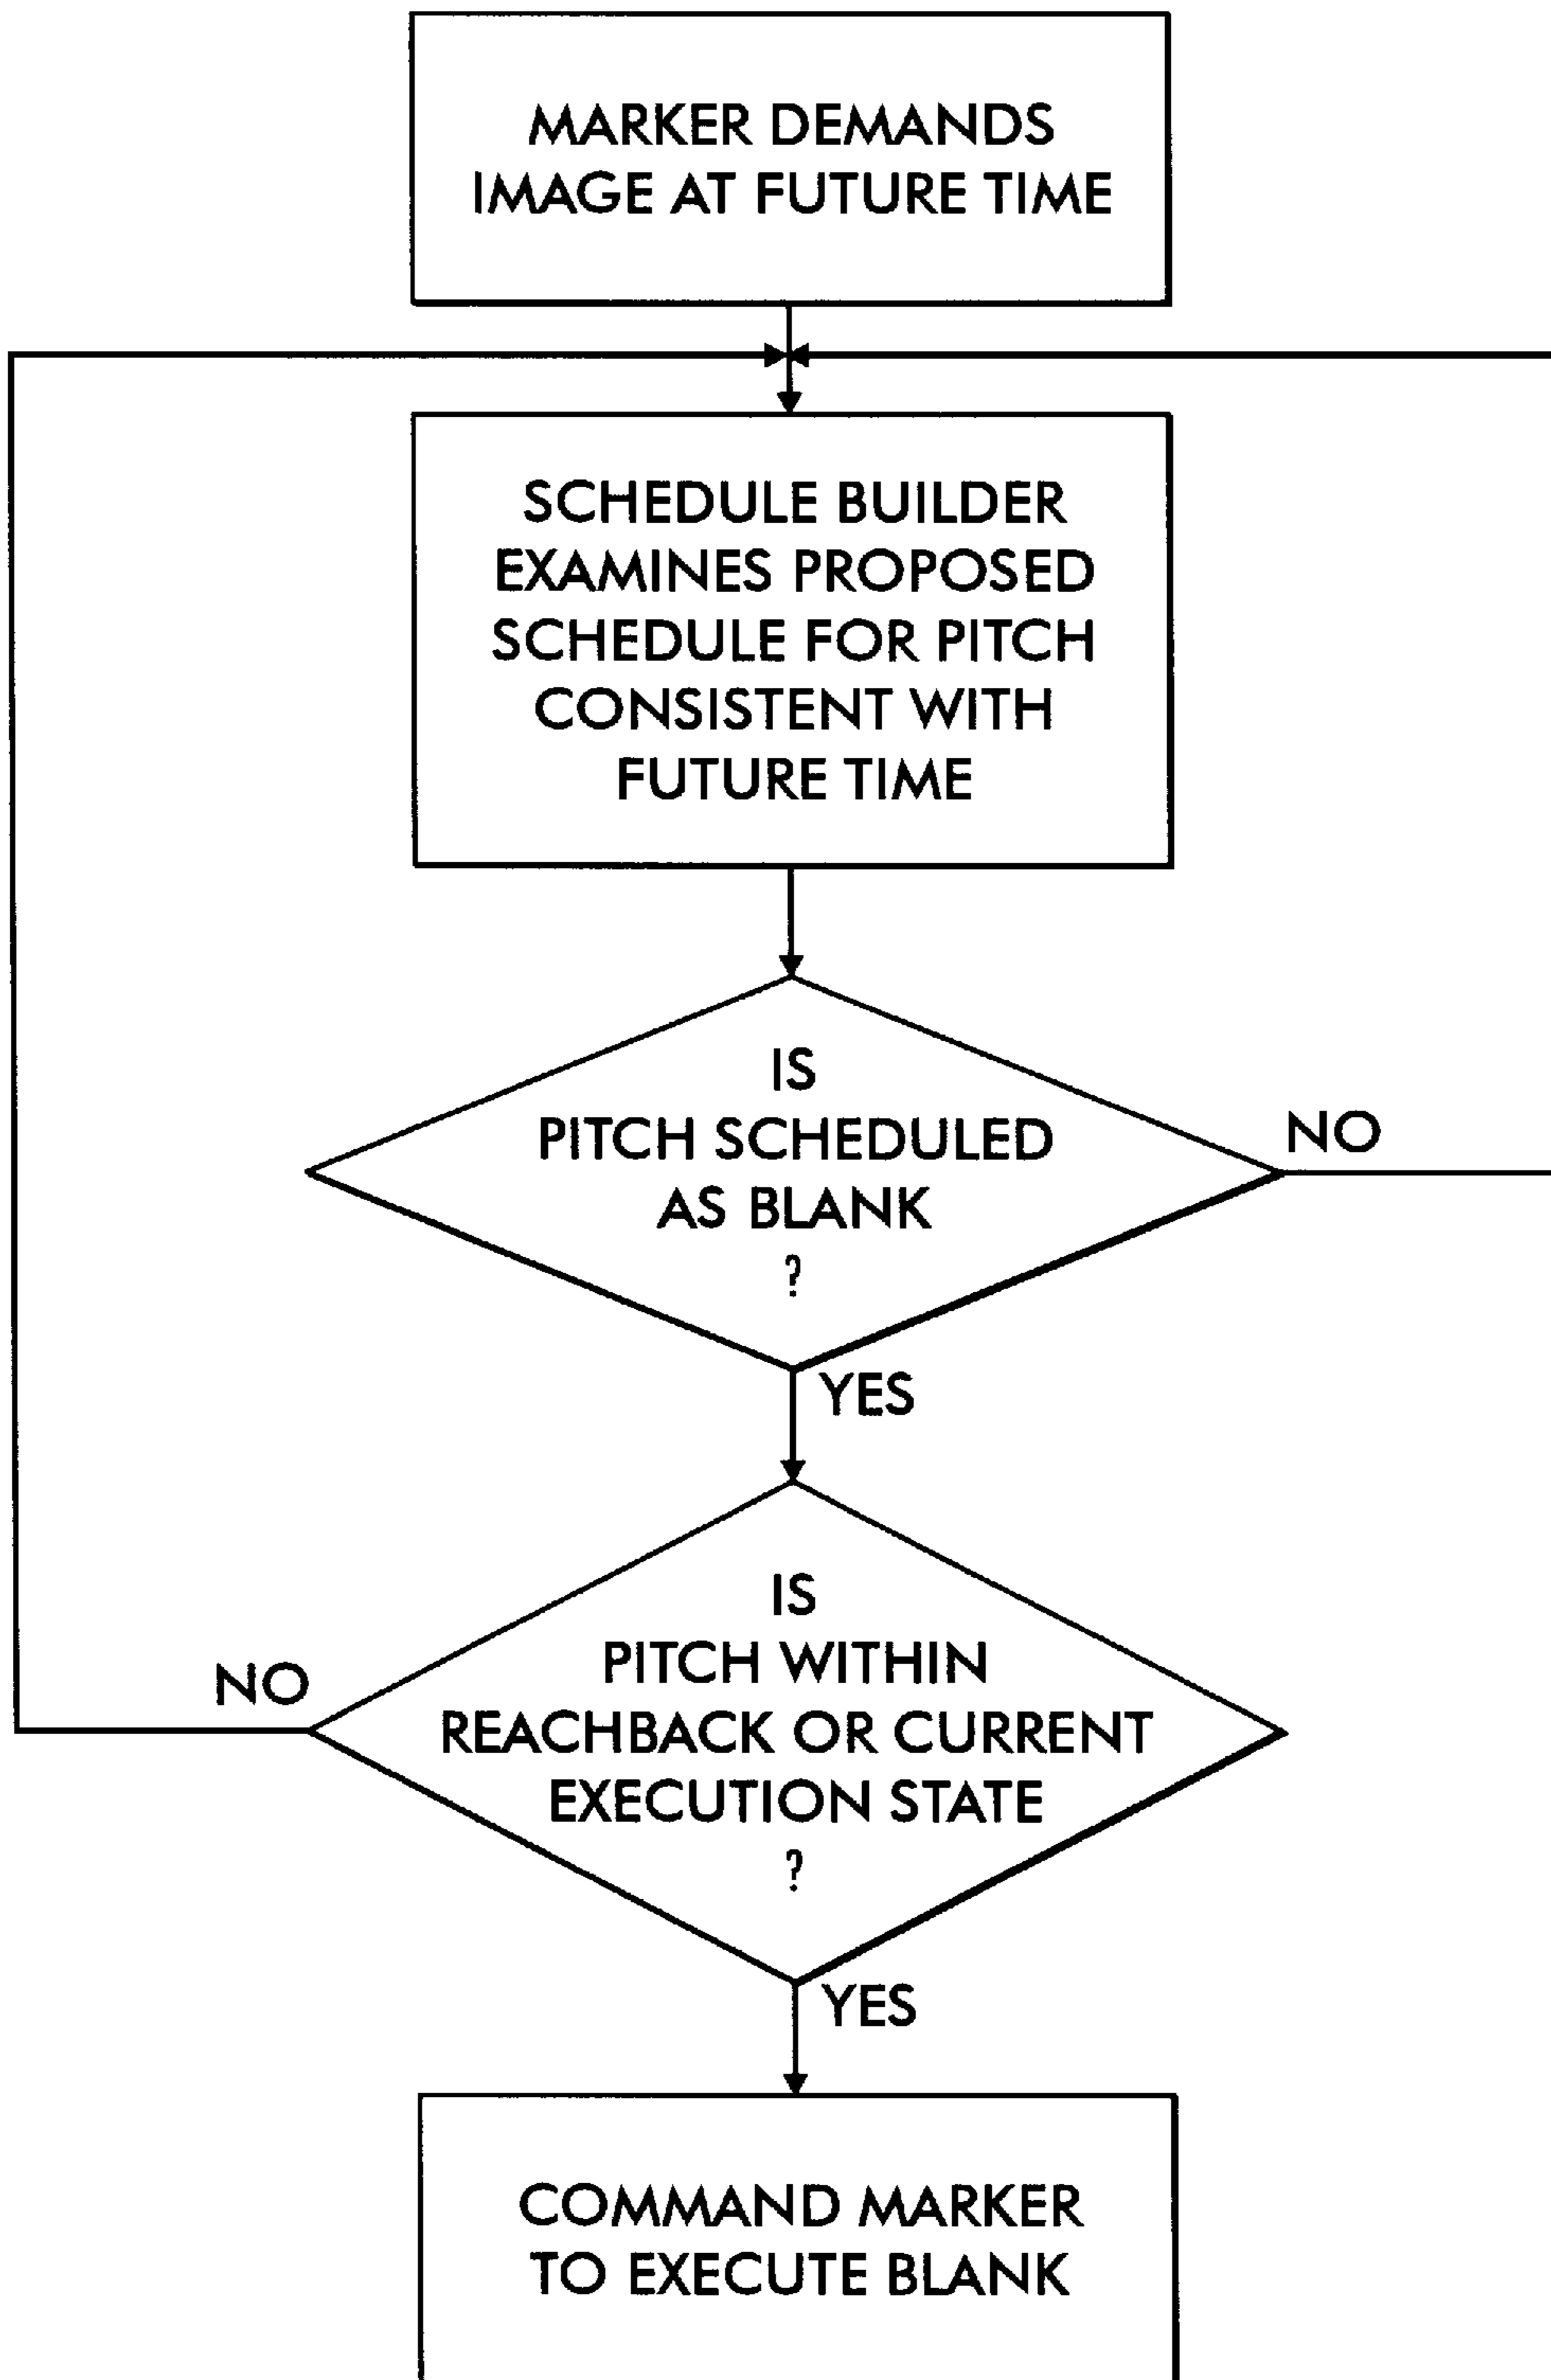 MARKER DEMANDS
IMAGE AT FUTURE TIME
SCHEDULE BUILDER
EXAMINES PROPOSED
SCHEDULE FOR PITCH
CONSISTENT WITH
FUTURE TIME
IS
PITCH SCHEDULED
AS BLANK
?
NO
YES
IS
PITCH WITHIN
REACHBACK OR CURRENT
EXECUTION STATE
?
NO
YES
COMMAND MARKER
TO EXECUTE BLANK